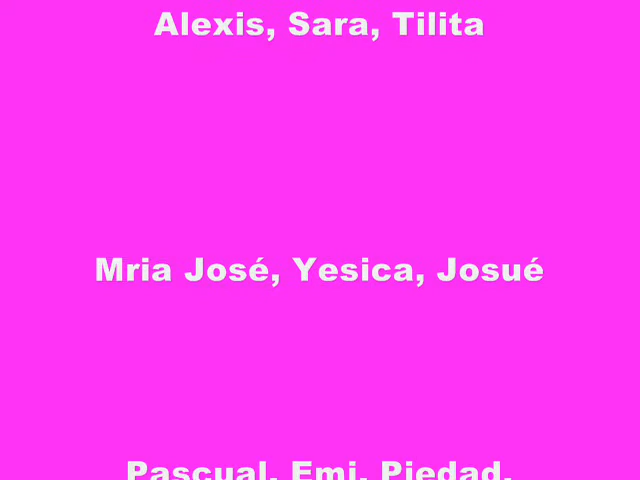 Alexis, Sara, Tilita
Mria José, Yesica, Josué
Pascual, Emi, Piedad,